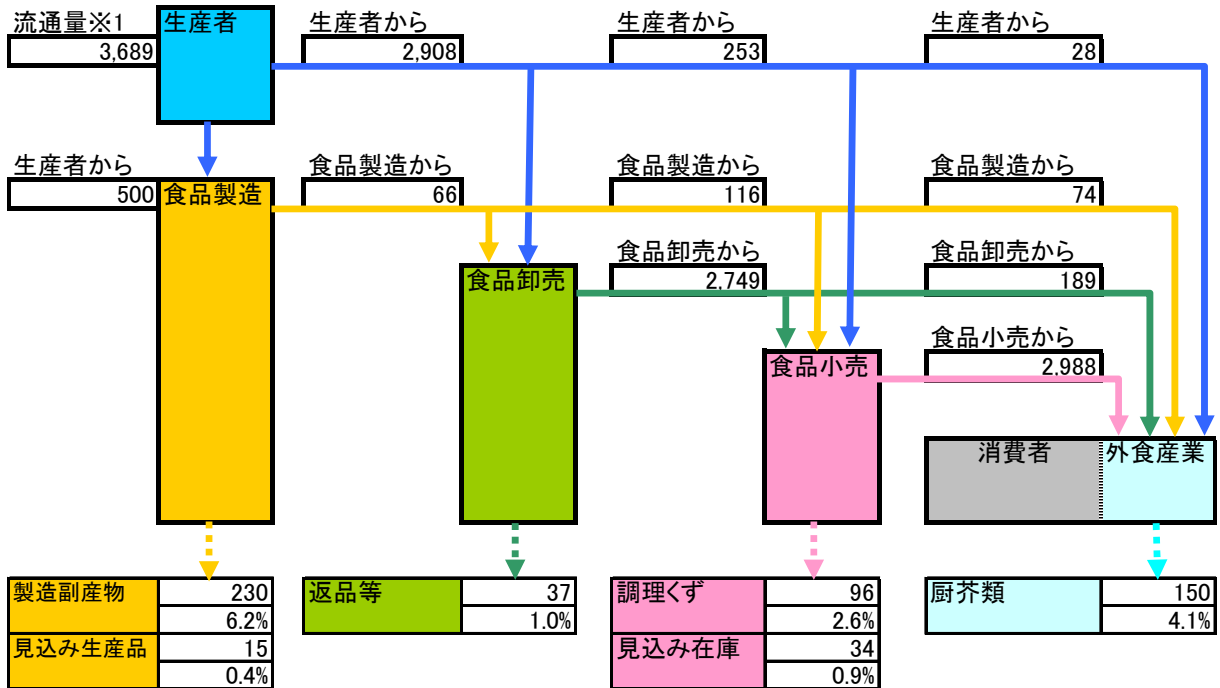 流通量※1 生産者 生産者から 生産者から 生産者から
3,689 2,908 253 28
生産者から 食品製造から 食品製造から 食品製造から
500 食品製造 66 116 74
食品卸売から 食品卸売から
食品卸売 2,749 189
食品小売から
食品小売 2,988
消費者 外食産業
製造副産物 230 返品等 37 調理くず 96 厨芥類 150
6.2% 1.0% 2.6% 4.1%
見込み生産品 15 見込み在庫 34
0.4% 0.9%